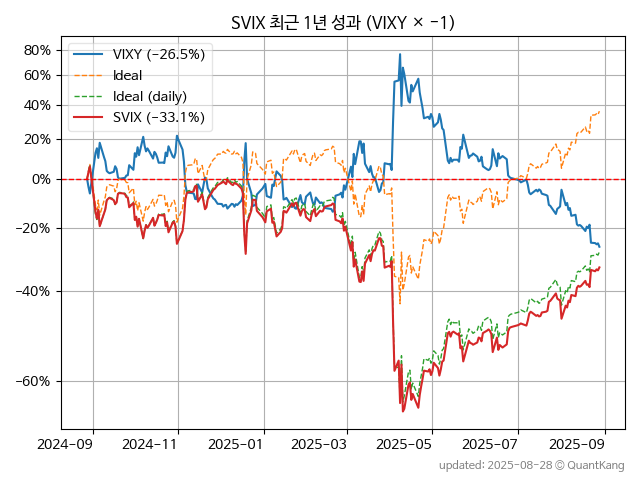 SVIX 최근 1년 성과 (VIXY × −1)
VIXY (−26.5%)
Ideal
Ideal (daily)
SVIX (−33.1%)
80%
60%
40%
20%
0%
−20%
−40%
−60%
2024-09 2024-11 2025-01 2025-03 2025-05 2025-07 2025-09
updated: 2025-08-28 © QuantKang